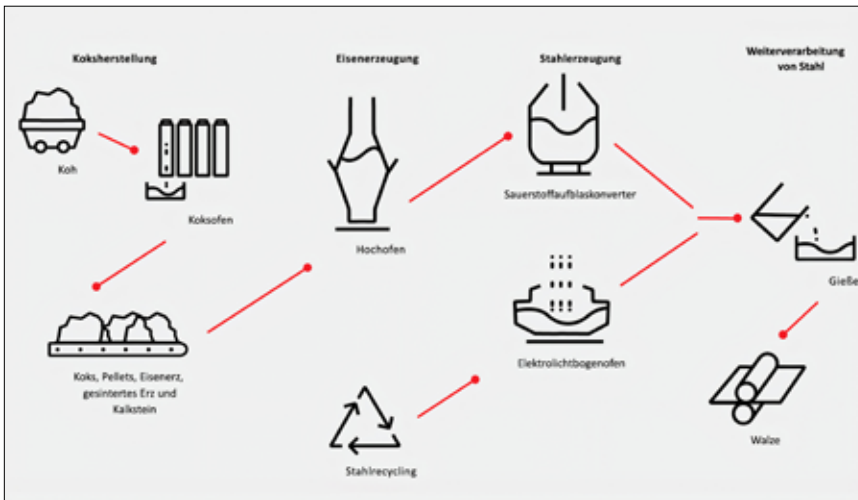 Koksherstellung
Eisenerzeugung
Stahlerzeugung
Weiterverarbeitung
von Stahl
Koh
Koksofen
Hochofen
Sauerstoffaufblaskonverter
Gieße
Koks, Pellets, Eisenerz,
gesintertes Erz und
Kalkstein
Elektrolichtbogenofen
Stahlrecycling
Walze